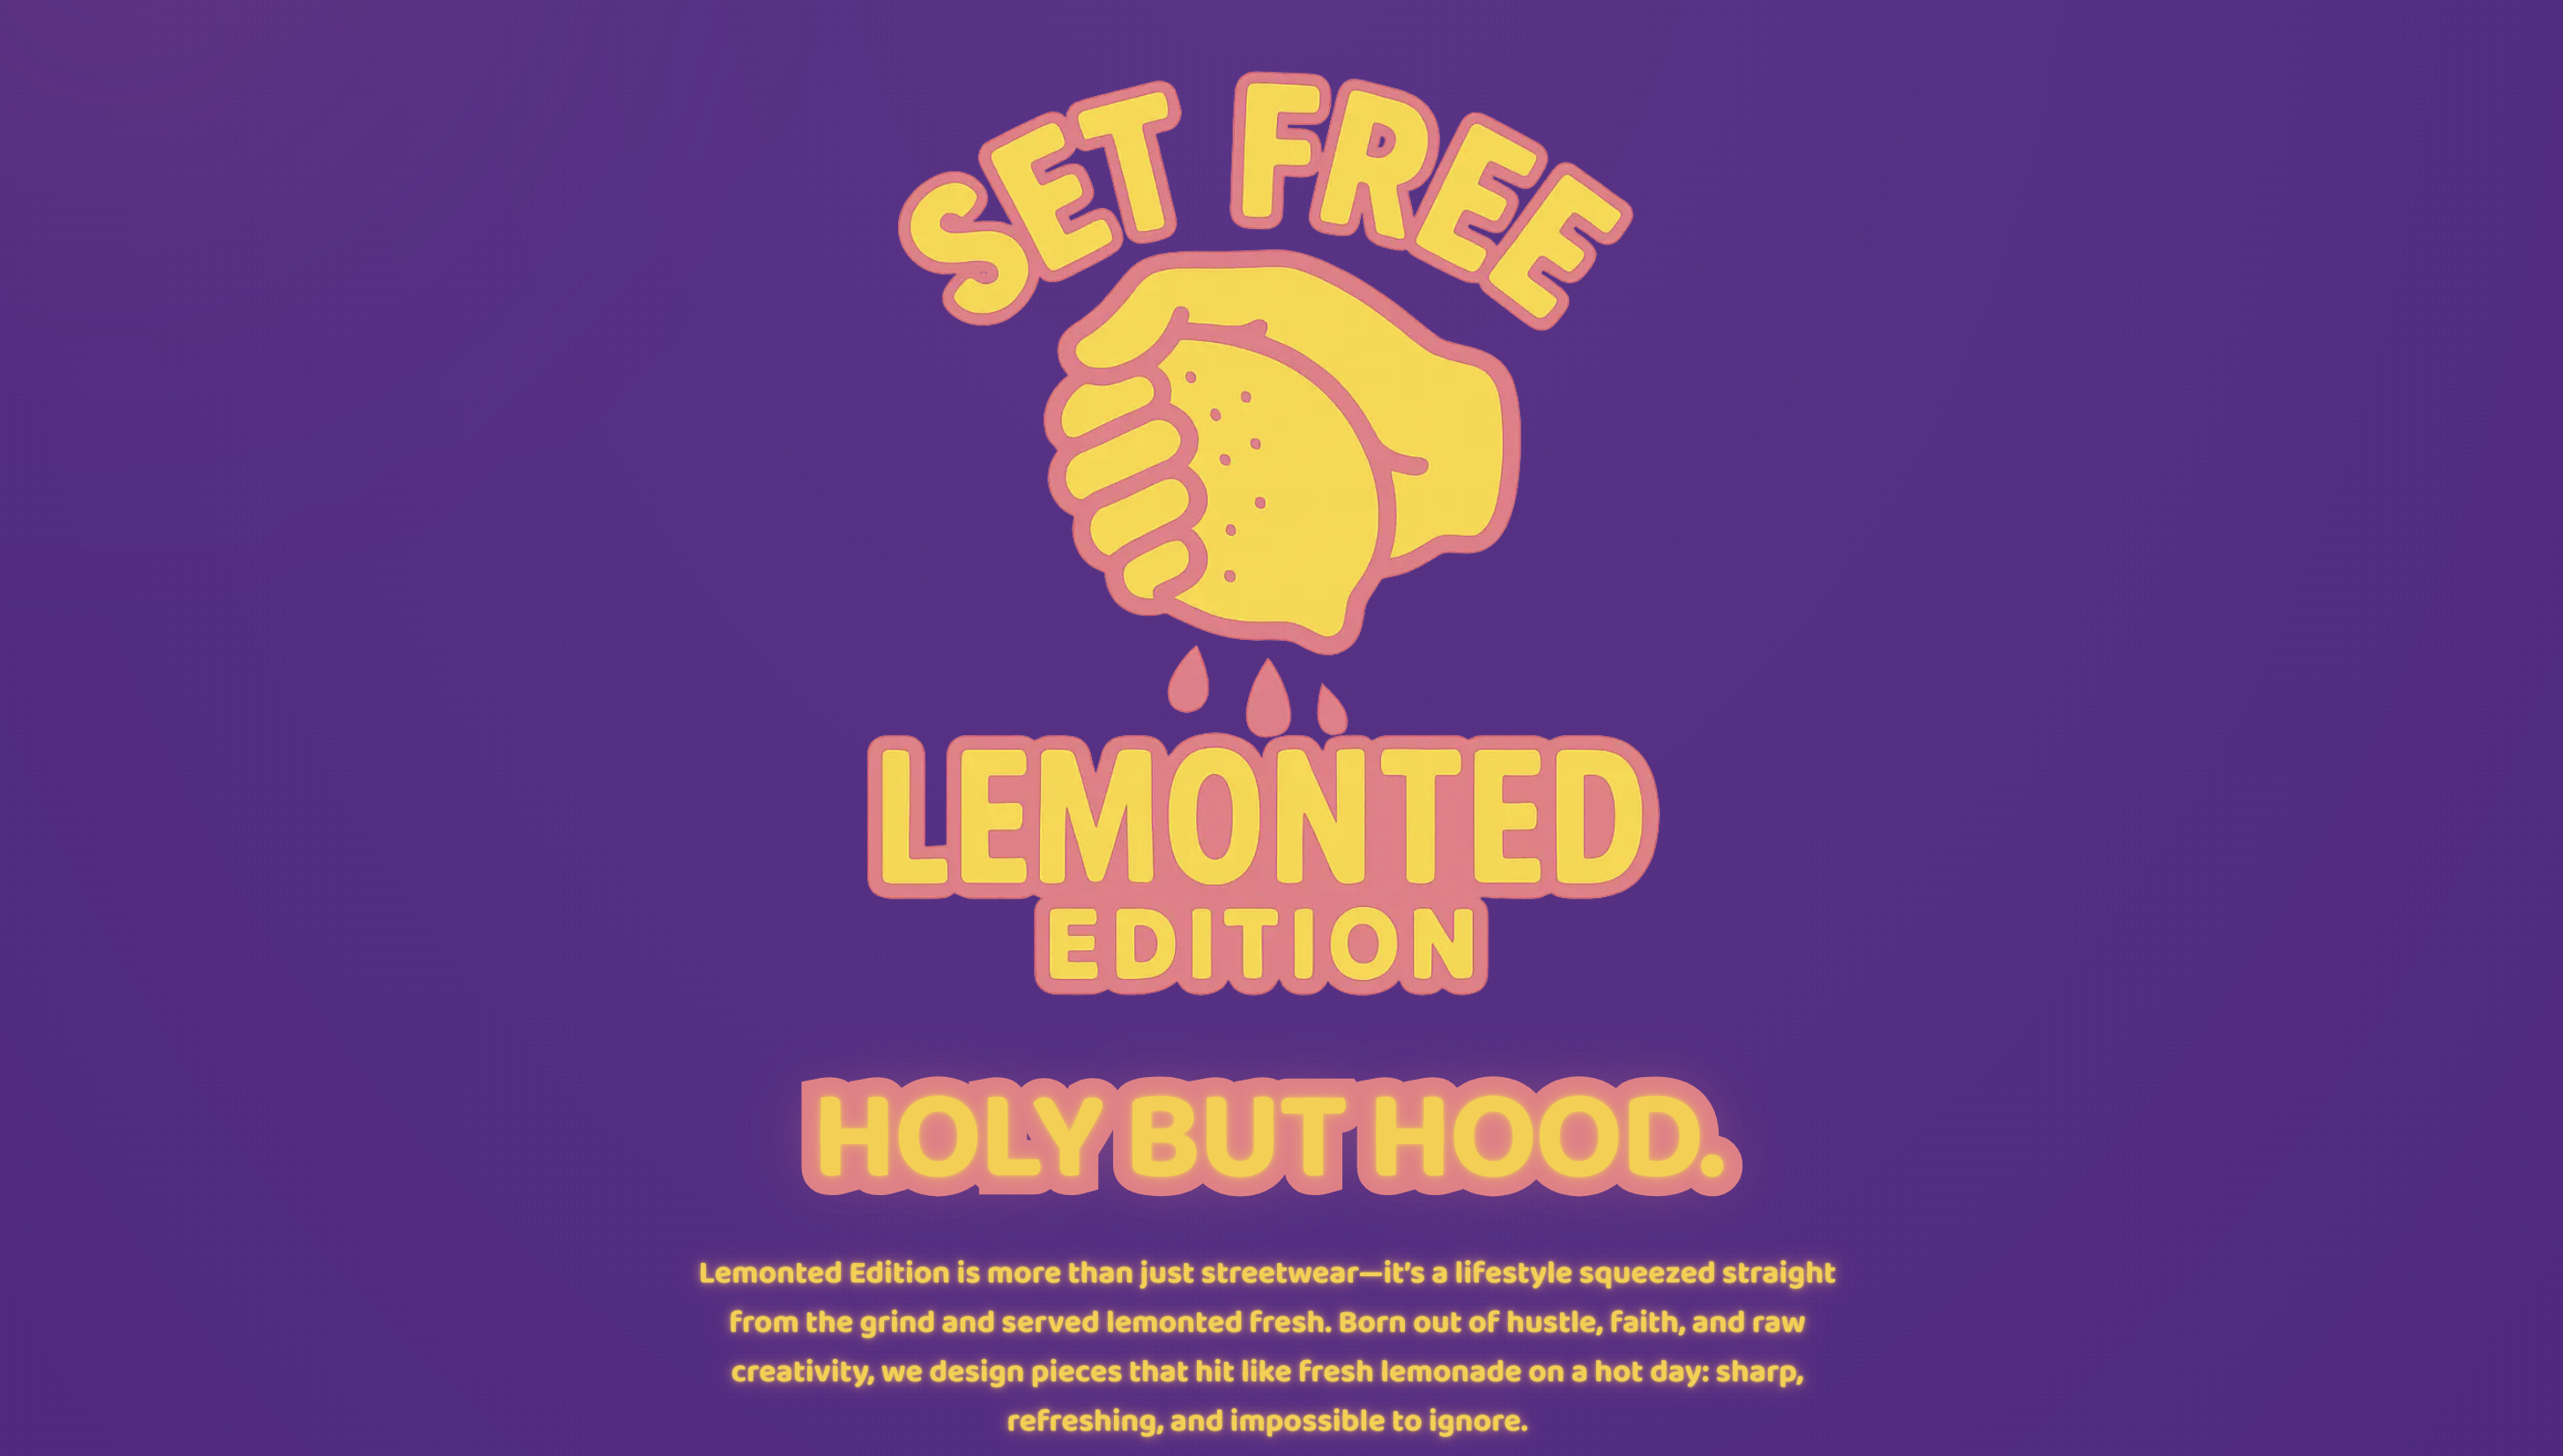 SET FREE
LEMONTED
EDITION
HOLY BUT HOOD.
Lemonted Edition is more than just streetwear—it’s a lifestyle squeezed straight
from the grind and served lemonted fresh. Born out of hustle, faith, and raw
creativity, we design pieces that hit like fresh lemonade on a hot day: sharp,
refreshing, and impossible to ignore.